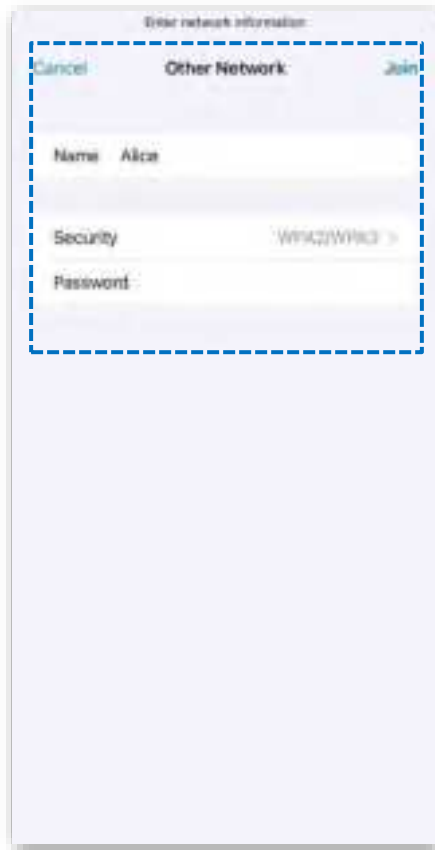 Enter network information
Cancel Other Network Join
Name Alice
Security WPA2/WPA3 >
Password